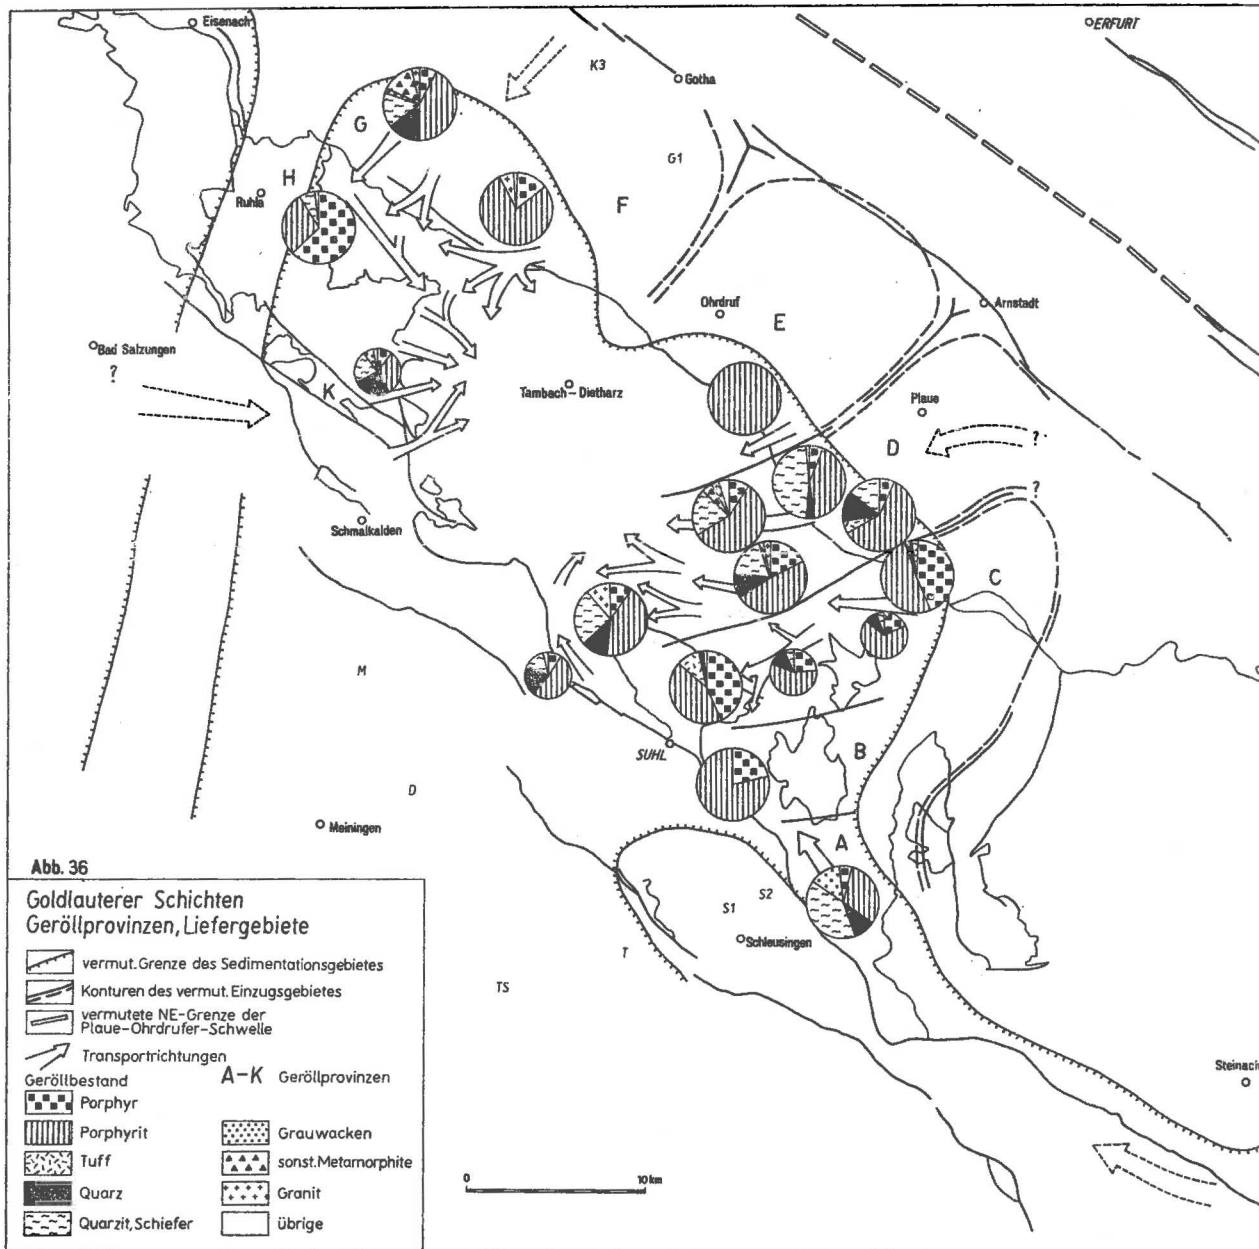 Eisenach
ERFURT
K3
Gotha
G
G1
H
Ruhla
F
Ohrdruf
E
Arnstadt
Bad Salzungen
?
K
Tambach-Dietharz
Plaue
D
?
?
Schmalkalden
C
M
SUHL
B
D
Meiningen
A
S2
S1
Schleusingen
T
TS
Steinach
Abb. 36
Goldlauterer Schichten
Geröllprovinzen, Liefergebiete
vermut. Grenze des Sedimentationsgebietes
Konturen des vermut. Einzugsgebietes
vermutete NE-Grenze der
Plaue-Ohrdrufer-Schwelle
Transportrichtungen
Geröllbestand
A-K Geröllprovinzen
Porphyr
Porphyrit
Grauwacken
Tuff
sonst. Metamorphite
Quarz
Granit
Quarzit, Schiefer
übrige
0 10 km